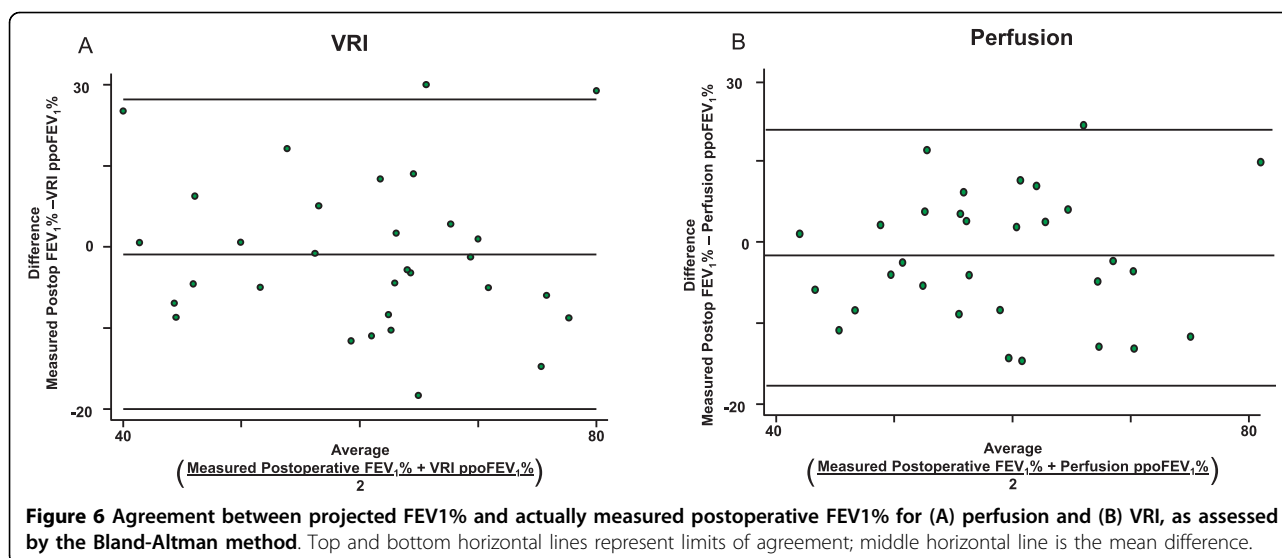 A
VRI
30
0
-20
40
80
Difference
Measured Postop FEV₁% –VRI ppoFEV₁%
Average
(Measured Postoperative FEV₁% + VRI ppoFEV₁%)
2
B
Perfusion
30
0
-20
40
80
Difference
Measured Postop FEV₁% – Perfusion ppoFEV₁%
Average
(Measured Postoperative FEV₁% + Perfusion ppoFEV₁%)
2
Figure 6 Agreement between projected FEV1% and actually measured postoperative FEV1% for (A) perfusion and (B) VRI, as assessed
by the Bland-Altman method. Top and bottom horizontal lines represent limits of agreement; middle horizontal line is the mean difference.